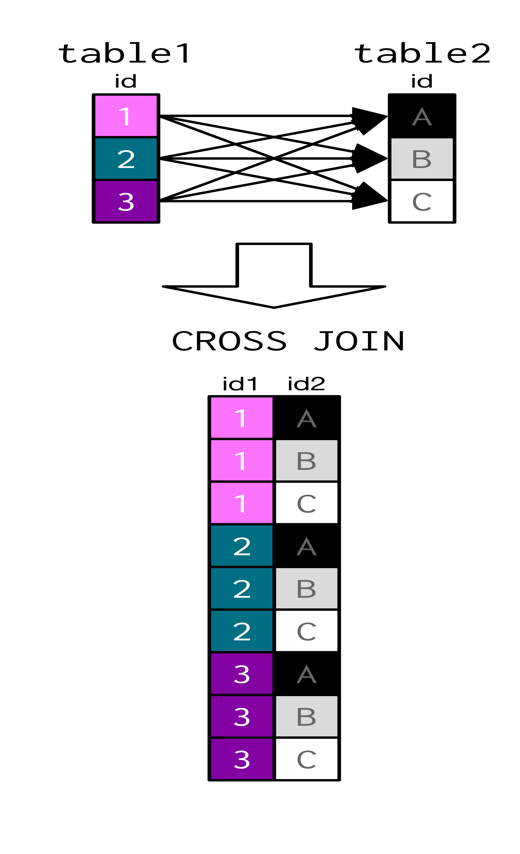 table1 table2
id id
1 A
2 B
3 C
CROSS JOIN
id1 id2
1 A
1 B
1 C
2 A
2 B
2 C
3 A
3 B
3 C